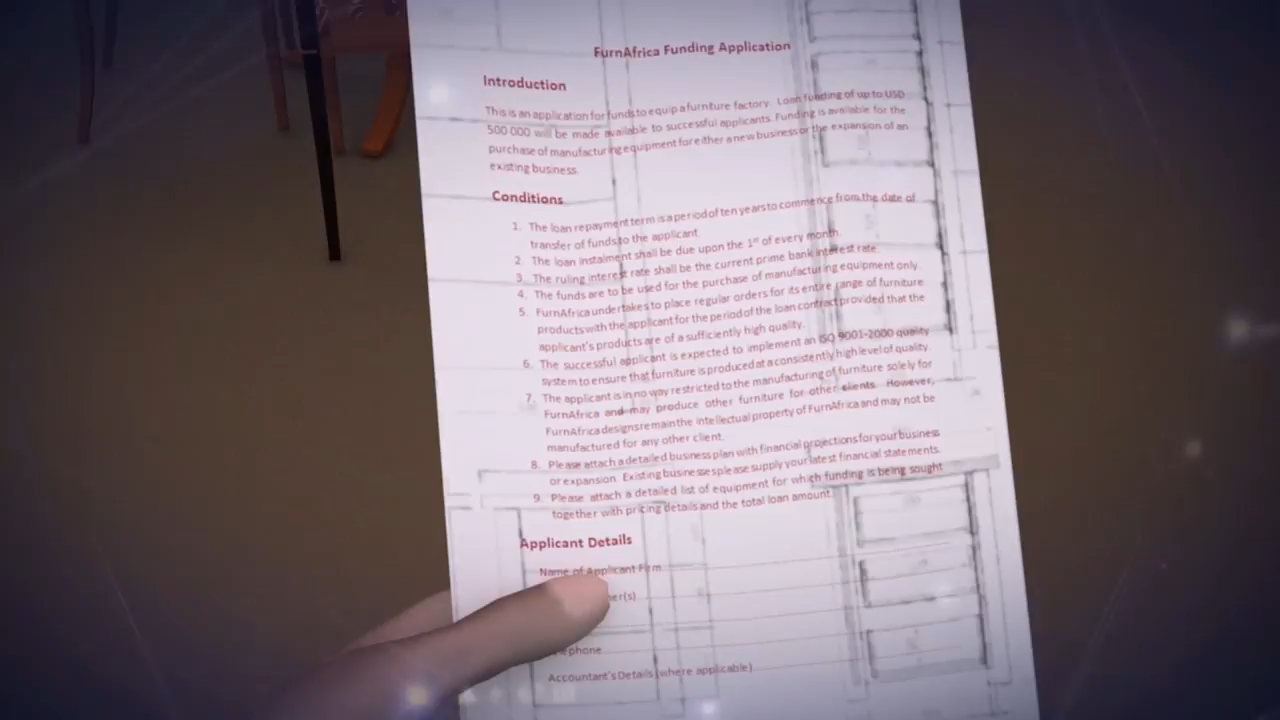 FurnAfrica Funding Application
Introduction
This is an application for funds to equip a furniture factory. Loan funding of up to USD
500 000 will be made available to successful applicants. Funding is available for the
purchase of manufacturing equipment for either a new business or the expansion of an
existing business.
Conditions
1. The loan repayment term is a period of ten years to commence from the date of
transfer of funds to the applicant.
2. The loan instalment shall be due upon the 1st of every month.
3. The ruling interest rate shall be the current prime bank interest rate.
4. The funds are to be used for the purchase of manufacturing equipment only.
5. FurnAfrica undertakes to place regular orders for its entire range of furniture
products with the applicant for the period of the loan contract provided that the
applicant's products are of a sufficiently high quality.
6. The successful applicant is expected to implement an ISO 9001-2000 quality
system to ensure that furniture is produced at a consistently high level of quality.
7. The applicant is in no way restricted to the manufacturing of furniture solely for
FurnAfrica and may produce other furniture for other clients. However,
FurnAfrica designs remain the intellectual property of FurnAfrica and may not be
manufactured for any other client.
8. Please attach a detailed business plan with financial projections for your business
or expansion. Existing businesses please supply your latest financial statements.
9. Please attach a detailed list of equipment for which funding is being sought
together with pricing details and the total loan amount.
Applicant Details
Name of Applicant Firm
er(s)
ephone
Accountant's Details (where applicable)